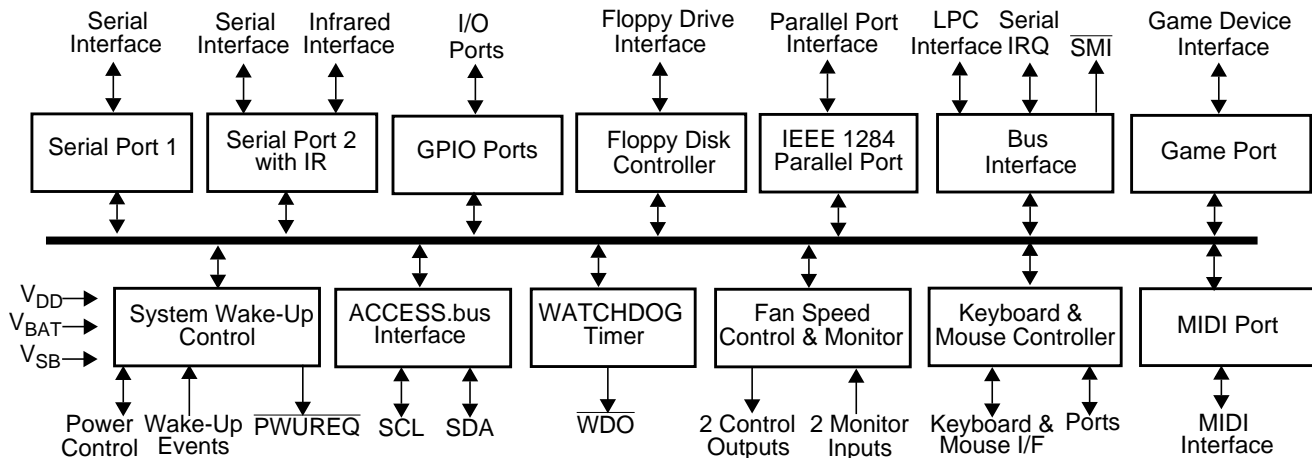 Serial
Interface
Serial
Interface
Infrared
Interface
I/O
Ports
Floppy Drive
Interface
Parallel Port
Interface
LPC
Interface
Serial
IRQ
SMI
Game Device
Interface
Serial Port 1
Serial Port 2
with IR
GPIO Ports
Floppy Disk
Controller
IEEE 1284
Parallel Port
Bus
Interface
Game Port
VDD
VBAT
VSB
System Wake-Up
Control
ACCESS.bus
Interface
WATCHDOG
Timer
Fan Speed
Control & Monitor
Keyboard &
Mouse Controller
MIDI Port
Power
Control
Wake-Up
Events
PWUREQ
SCL
SDA
WDO
2 Control
Outputs
2 Monitor
Inputs
Keyboard &
Mouse I/F
Ports
MIDI
Interface